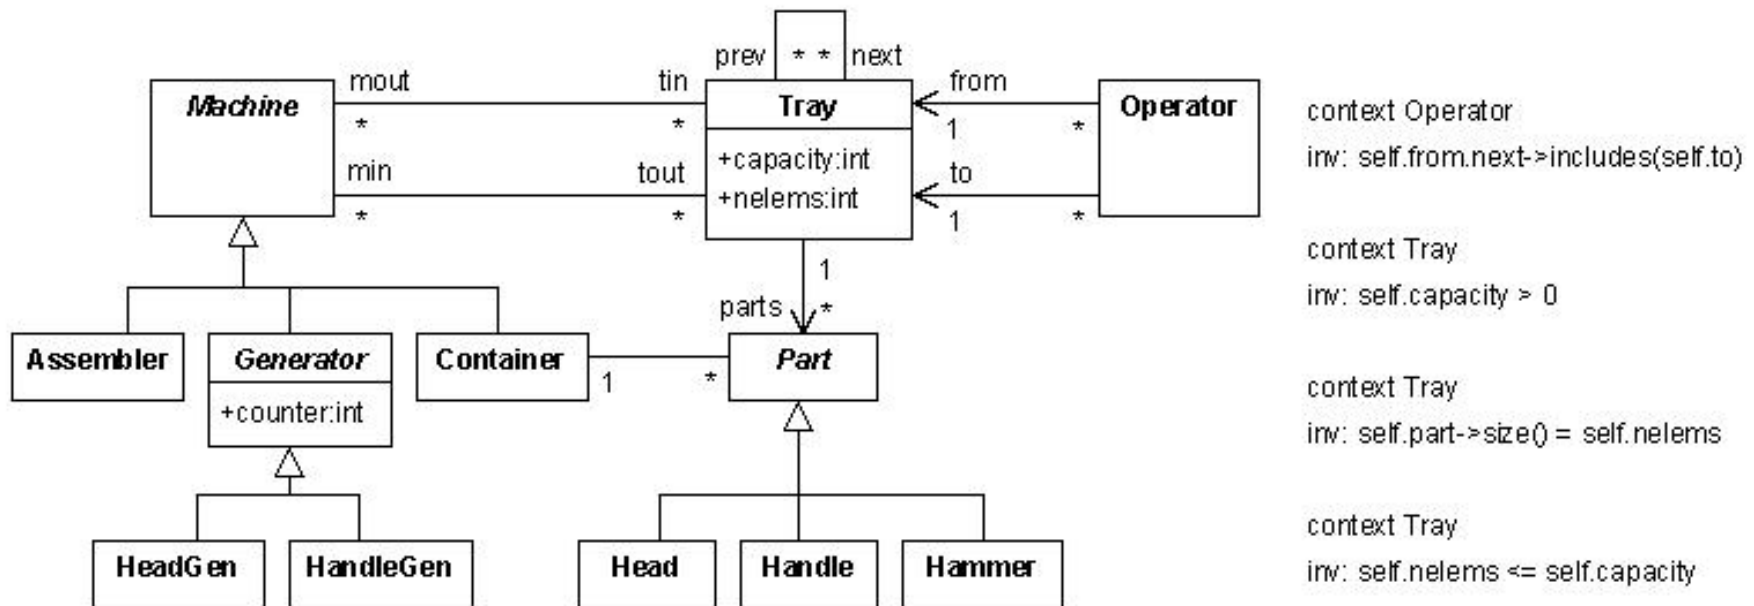 prev * * next
mout tin from
Machine Tray Operator
* * 1 *
+capacity:int
+nelems:int
min tout to
* * 1 *
1
parts *
Assembler Generator Container Part
1 *
+counter:int
HeadGen HandleGen Head Handle Hammer
context Operator
inv: self.from.next->includes(self.to)
context Tray
inv: self.capacity > 0
context Tray
inv: self.part->size() = self.nelems
context Tray
inv: self.nelems <= self.capacity